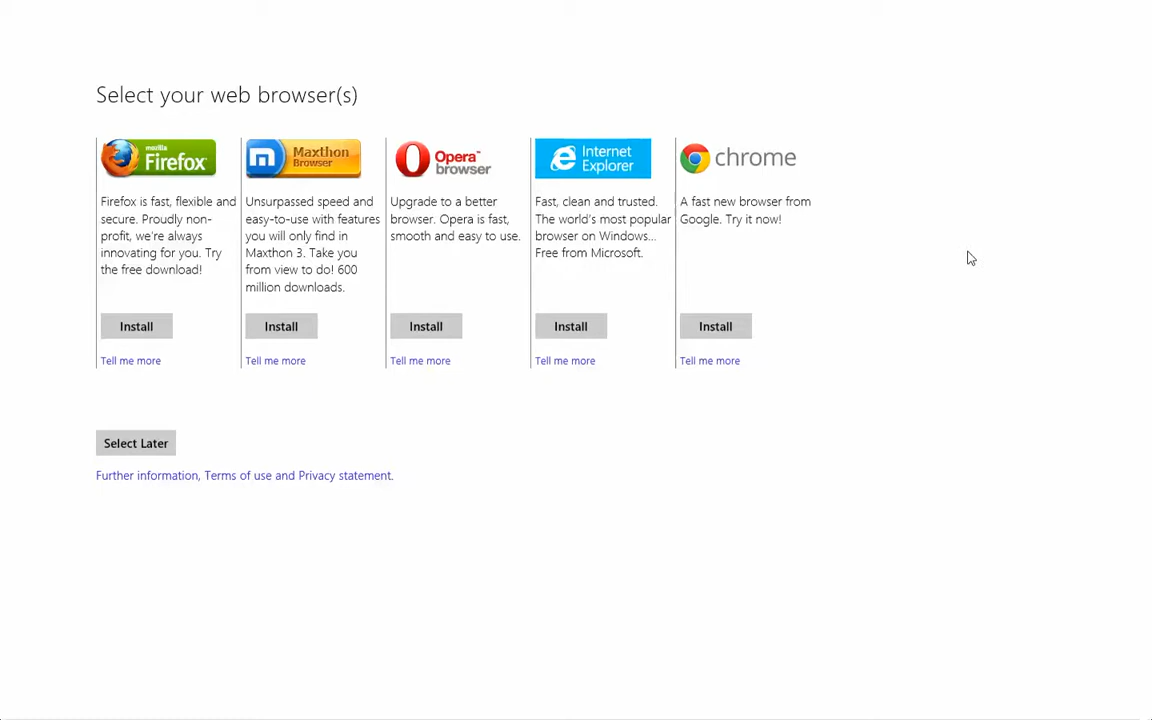 Select your web browser(s)
mozilla
Firefox
Firefox is fast, flexible and
secure. Proudly non-
profit, we're always
innovating for you. Try
the free download!
Install
Tell me more
Maxthon
Browser
Unsurpassed speed and
easy-to-use with features
you will only find in
Maxthon 3. Take you
from view to do! 600
million downloads.
Install
Tell me more
Opera™
browser
Upgrade to a better
browser. Opera is fast,
smooth and easy to use.
Install
Tell me more
Internet
Explorer
Fast, clean and trusted.
The world's most popular
browser on Windows...
Free from Microsoft.
Install
Tell me more
chrome
A fast new browser from
Google. Try it now!
Install
Tell me more
Select Later
Further information, Terms of use and Privacy statement.